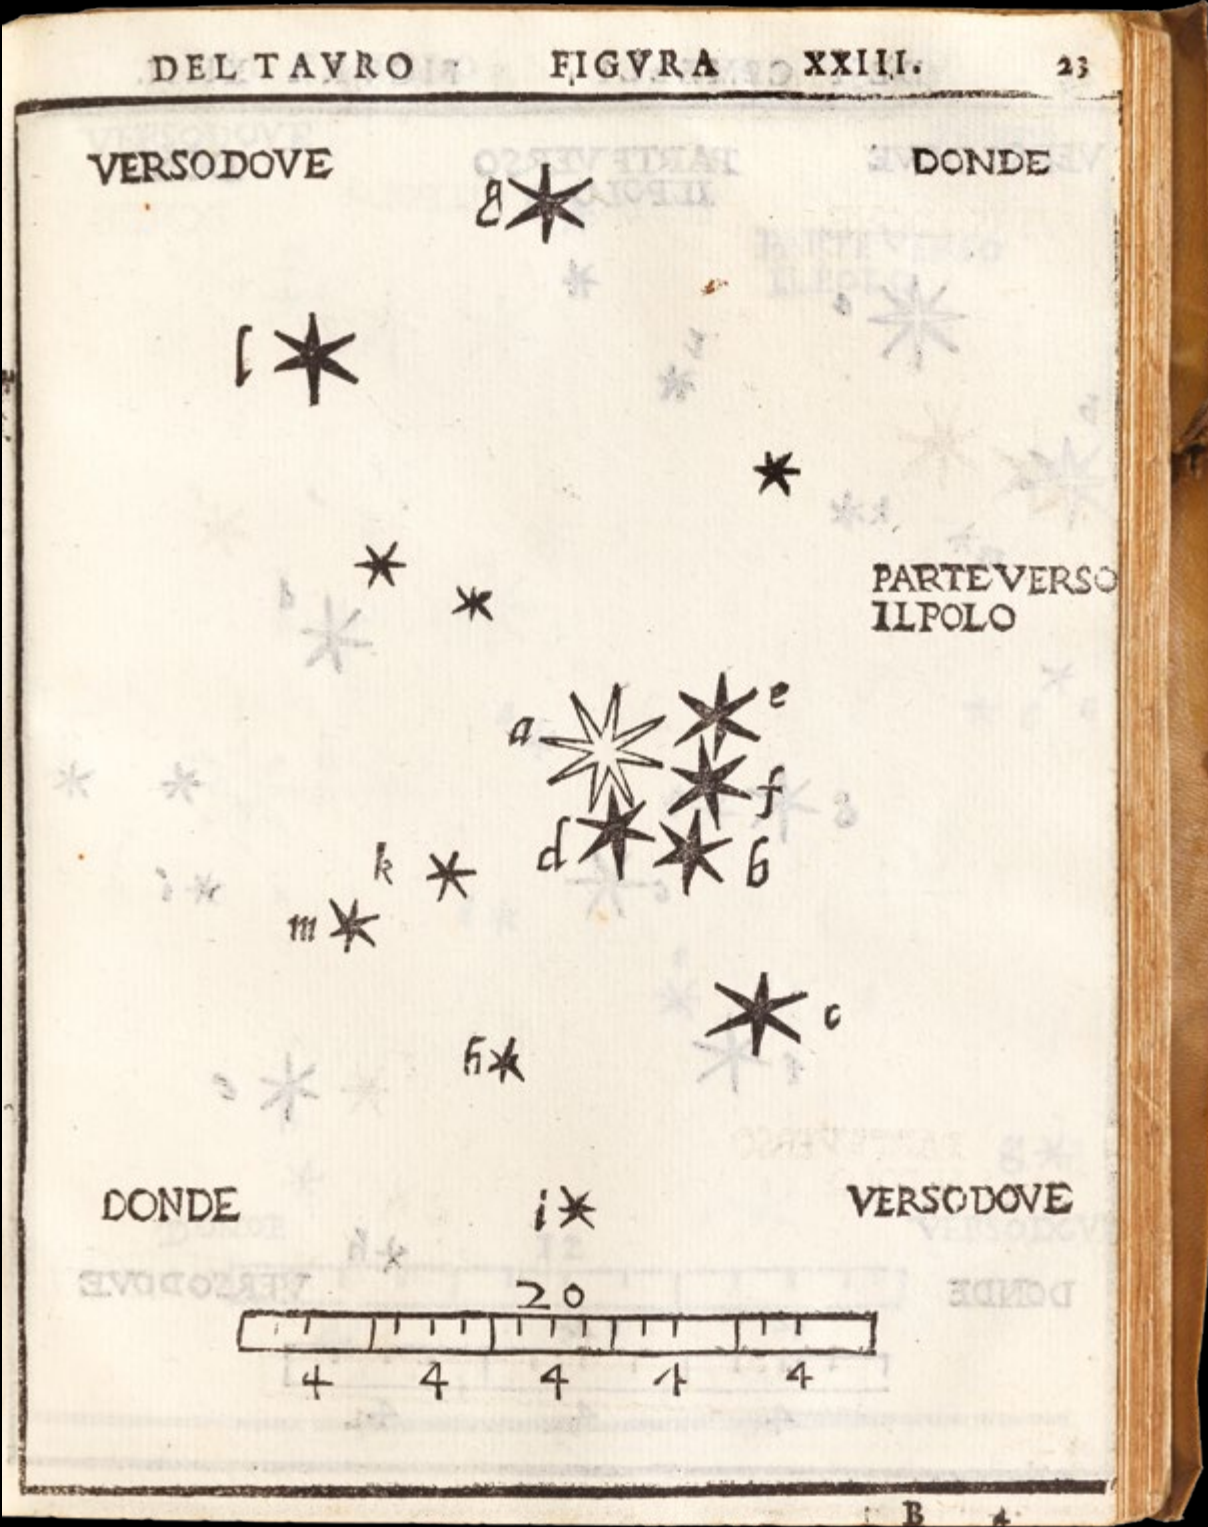 DEL TAVRO FIGVRA XXIII. 23
VERSO DOVE DONDE
g
l
PARTE VERSO
IL POLO
e
a
f
d b
k
m
c
h
DONDE VERSO DOVE
i
20
4 4 4 4 4
B